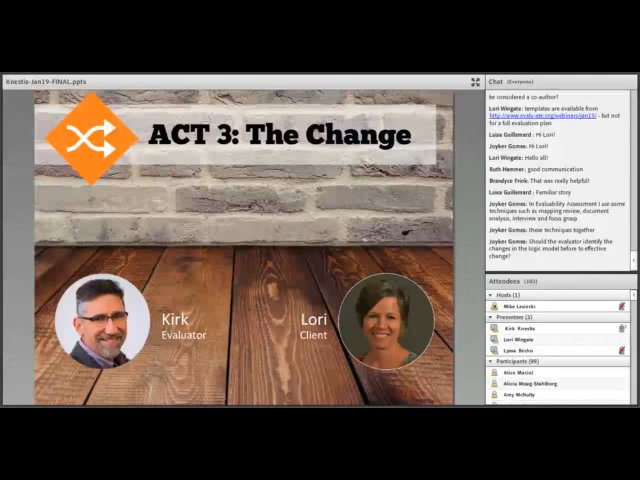 Knestis-Jan19-FINAL.pptx
ACT 3: The Change
Kirk
Evaluator
Lori
Client
Chat (Everyone)
be considered a co-author?
Lori Wingate: templates are available from
http://www.evalu-ate.org/webinars/jan15/ - but not
for a full evaluation plan
Luisa Guillemard: Hi Lori!
Joyker Gomes: Hi Lori!
Lori Wingate: Hello all!
Ruth Hammer: good communication
Brandyce Frink: That was really helpful!
Luisa Guillemard: Familiar story
Joyker Gomes: In Evaluability Assessment I use some
techniques such as mapping review, document
analysis, interview and focus group
Joyker Gomes: these techniques together
Joyker Gomes: Should the evaluator identify the
changes in the logic model before to effective
change?
Attendees (103)
Hosts (1)
Mike Lesiecki
Presenters (3)
Kirk Knestis
Lori Wingate
Lyssa Becho
Participants (99)
Alice Maciel
Alicia Moag-Stahlberg
Amy McNulty